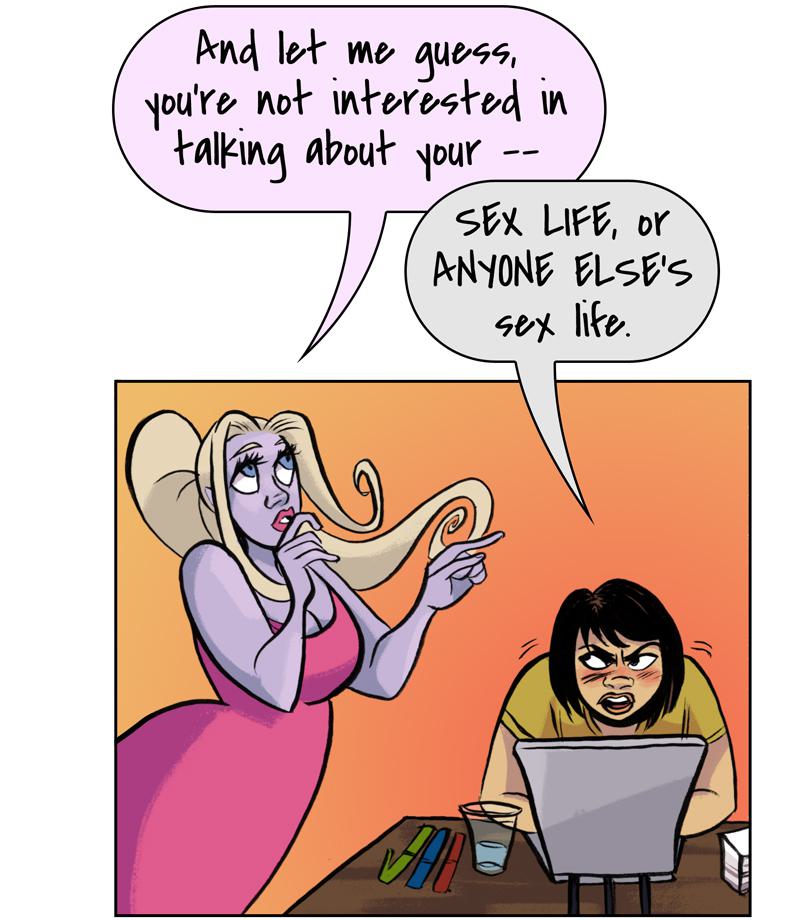 And let me guess,
you're not interested in
talking about your --
SEX LIFE, or
ANYONE ELSE'S
sex life.